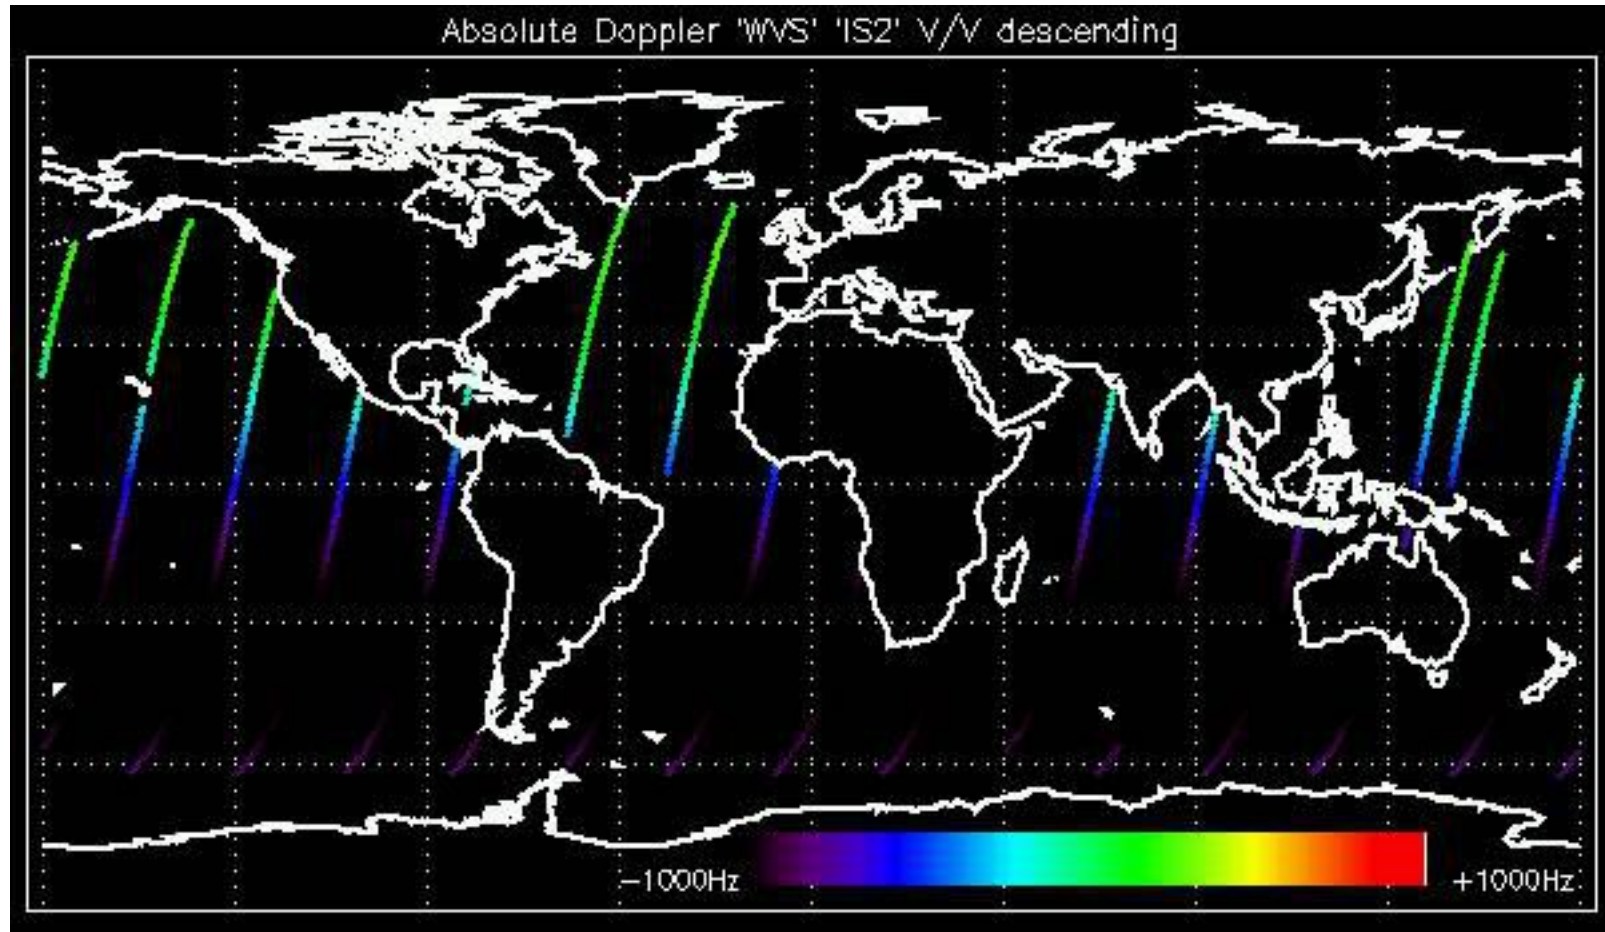 Absolute Doppler 'WVS' 'IS2' V/V descending
−1000Hz
+1000Hz